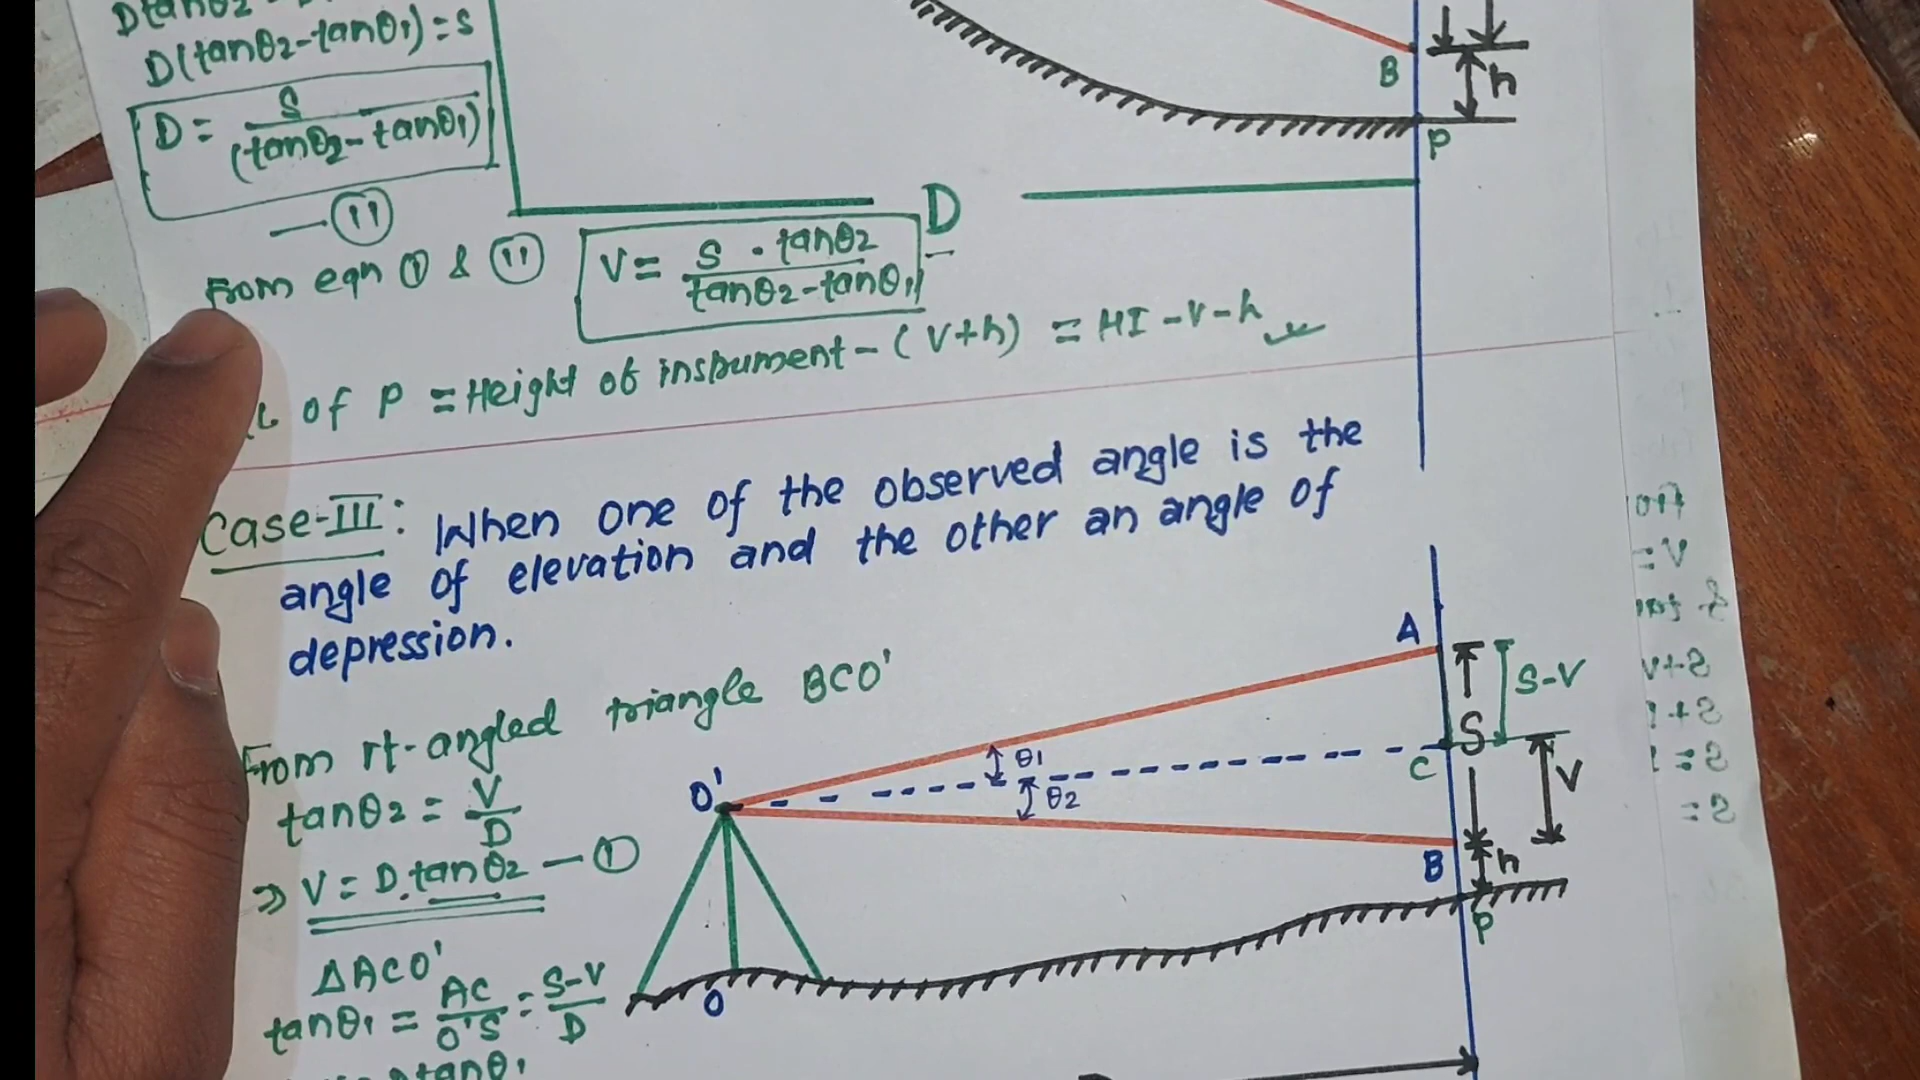 D(tanθ2-tanθ1)=S
D= S/(tanθ2-tanθ1)
—(11)
From eqn (1) & (11)
V= S·tanθ2/tanθ2-tanθ1
D
of P = Height of instrument-(V+h) = HI-V-h
B
h
P
Case-III: When one of the observed angle is the
angle of elevation and the other an angle of
depression.
From rt-angled triangle BCO'
tanθ2 = V/D
⇒ V= D.tanθ2 —(1)
ΔACO'
tanθ1 = AC/O'S = S-V/D
A
S-V
S
θ1
C
O'
θ2
V
B
h
P
O